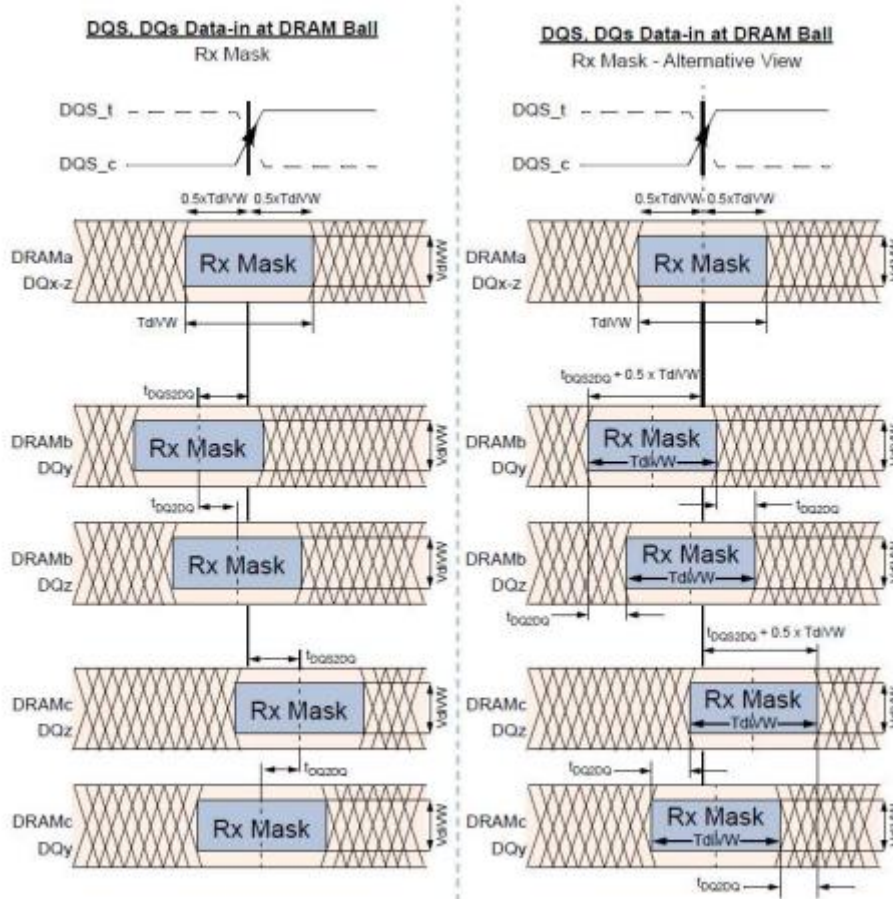 DQS, DQs Data-in at DRAM Ball
Rx Mask
DQS_t
DQS_c
0.5xTdiVW 0.5xTdiVW
DRAMa
DQx-z
Rx Mask
VdiVW
TdiVW
tDQS2DQ
DRAMb
DQy
Rx Mask
VdiVW
tDQ2DQ
DRAMb
DQz
Rx Mask
VdiVW
tDQS2DQ
DRAMc
DQz
Rx Mask
VdiVW
tDQ2DQ
DRAMc
DQy
Rx Mask
VdiVW
DQS, DQs Data-in at DRAM Ball
Rx Mask - Alternative View
DQS_t
DQS_c
0.5xTdiVW 0.5xTdiVW
DRAMa
DQx-z
Rx Mask
VdiVW
TdiVW
tDQS2DQ + 0.5 x TdiVW
DRAMb
DQy
Rx Mask
TdiVW
VdiVW
tDQ2DQ
DRAMb
DQz
Rx Mask
TdiVW
VdiVW
tDQ2DQ
tDQS2DQ + 0.5 x TdiVW
DRAMc
DQz
Rx Mask
TdiVW
VdiVW
tDQ2DQ
DRAMc
DQy
Rx Mask
TdiVW
VdiVW
tDQ2DQ